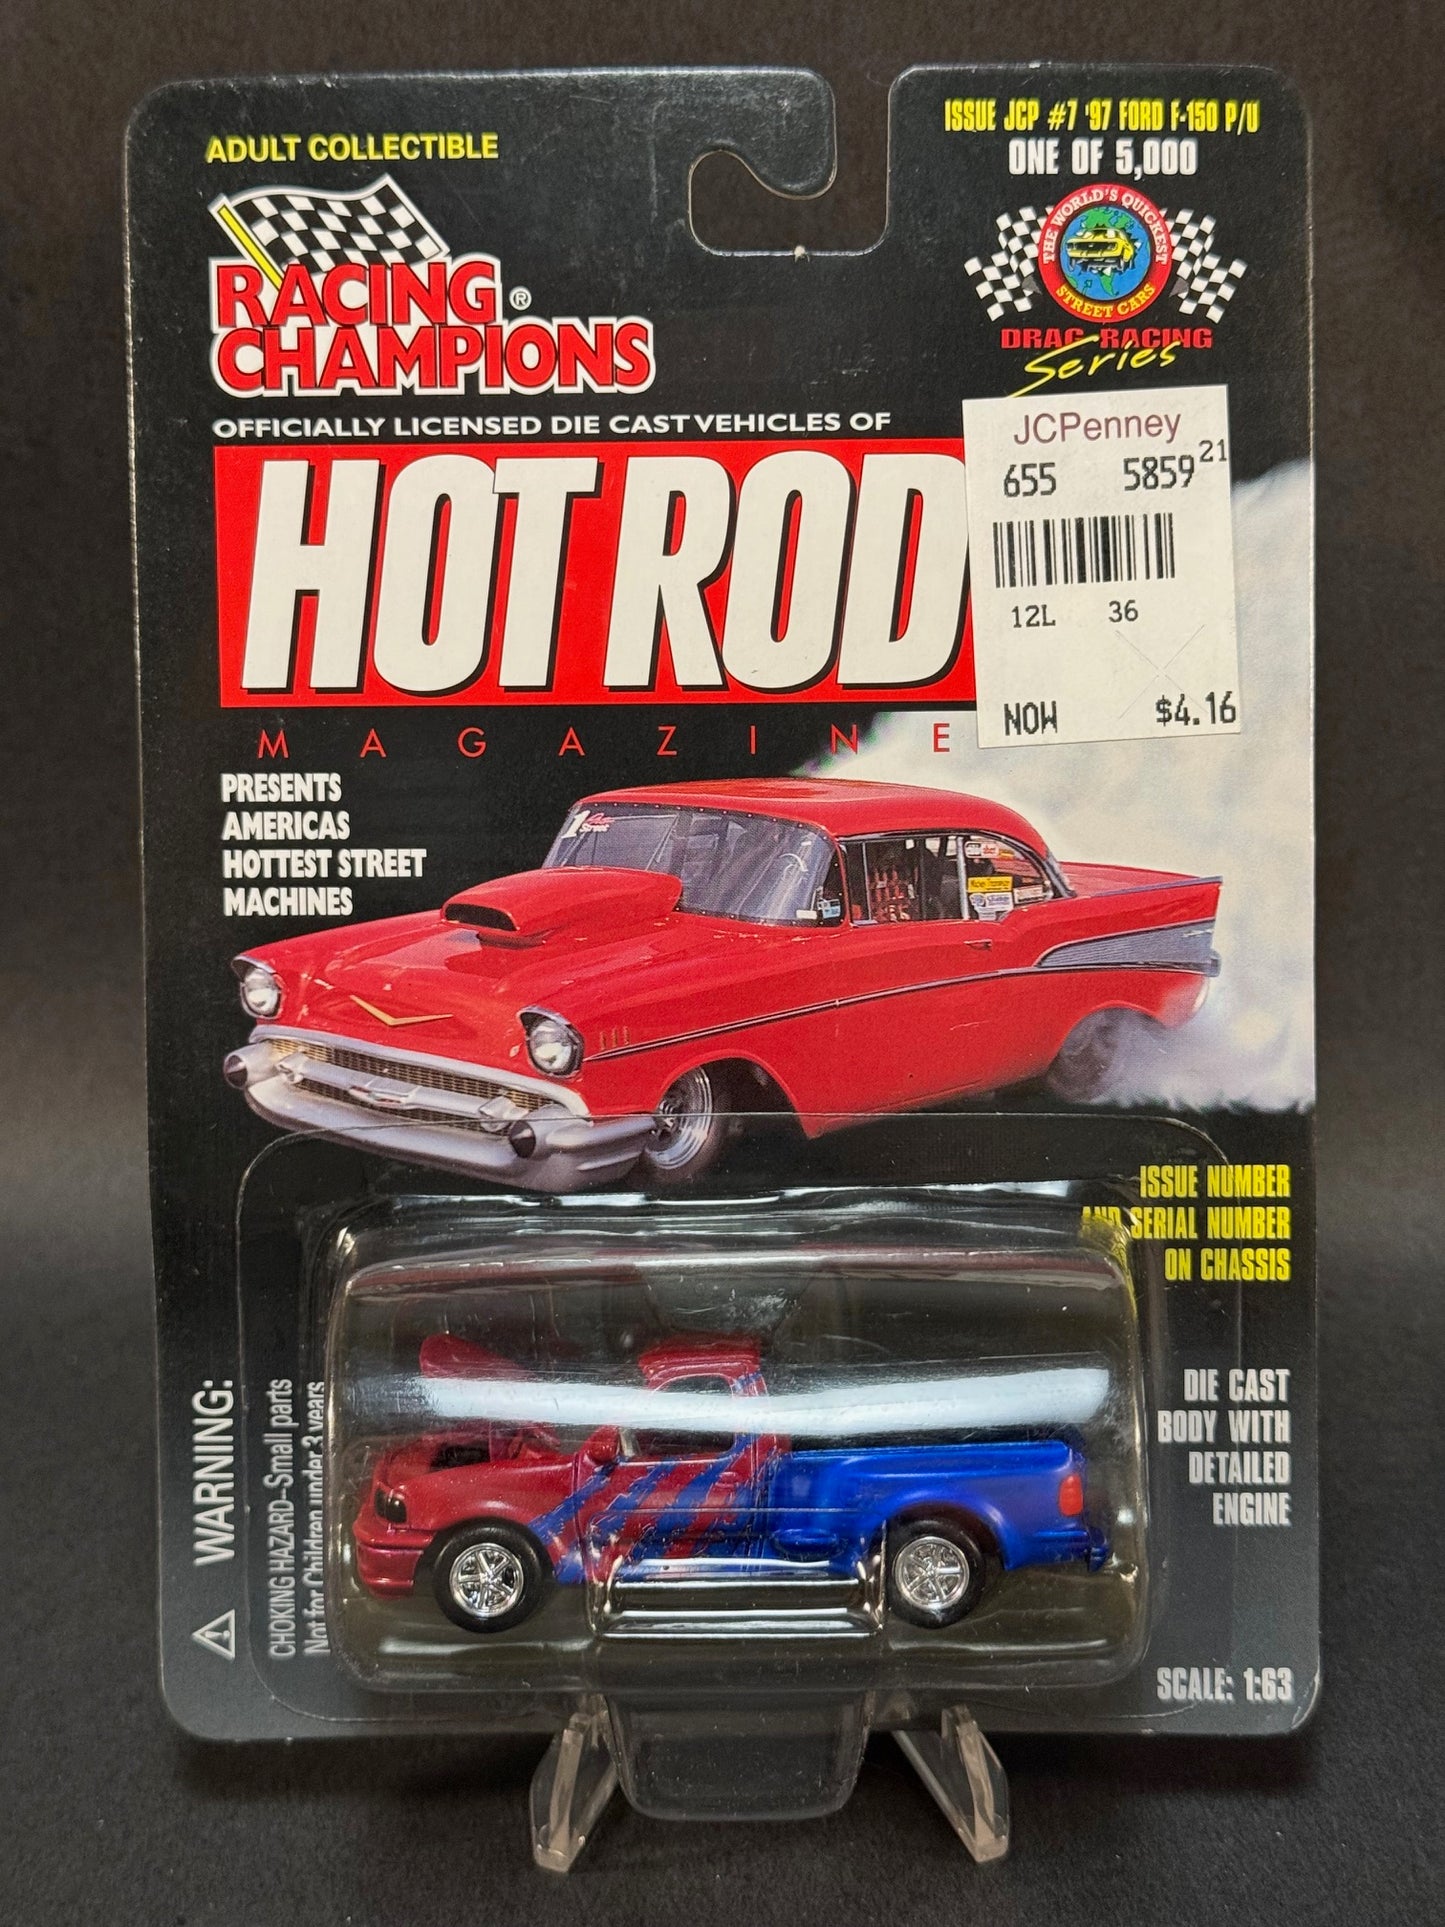 ADULT COLLECTIBLE
RACING
CHAMPIONS®
OFFICIALLY LICENSED DIE CAST VEHICLES OF
HOT ROD
MAGAZINE
PRESENTS
AMERICAS
HOTTEST STREET
MACHINES
ISSUE JCP #7 '97 FORD F-150 P/U
ONE OF 5,000
THE WORLD'S QUICKEST
STREET CARS
DRAG RACING
Series
JCPenney
655 5859 21
12L 36
NOW $4.16
1
Street
ISSUE NUMBER
AND SERIAL NUMBER
ON CHASSIS
DIE CAST
BODY WITH
DETAILED
ENGINE
SCALE: 1:63
WARNING:
CHOKING HAZARD–Small parts
Not for Children under 3 years